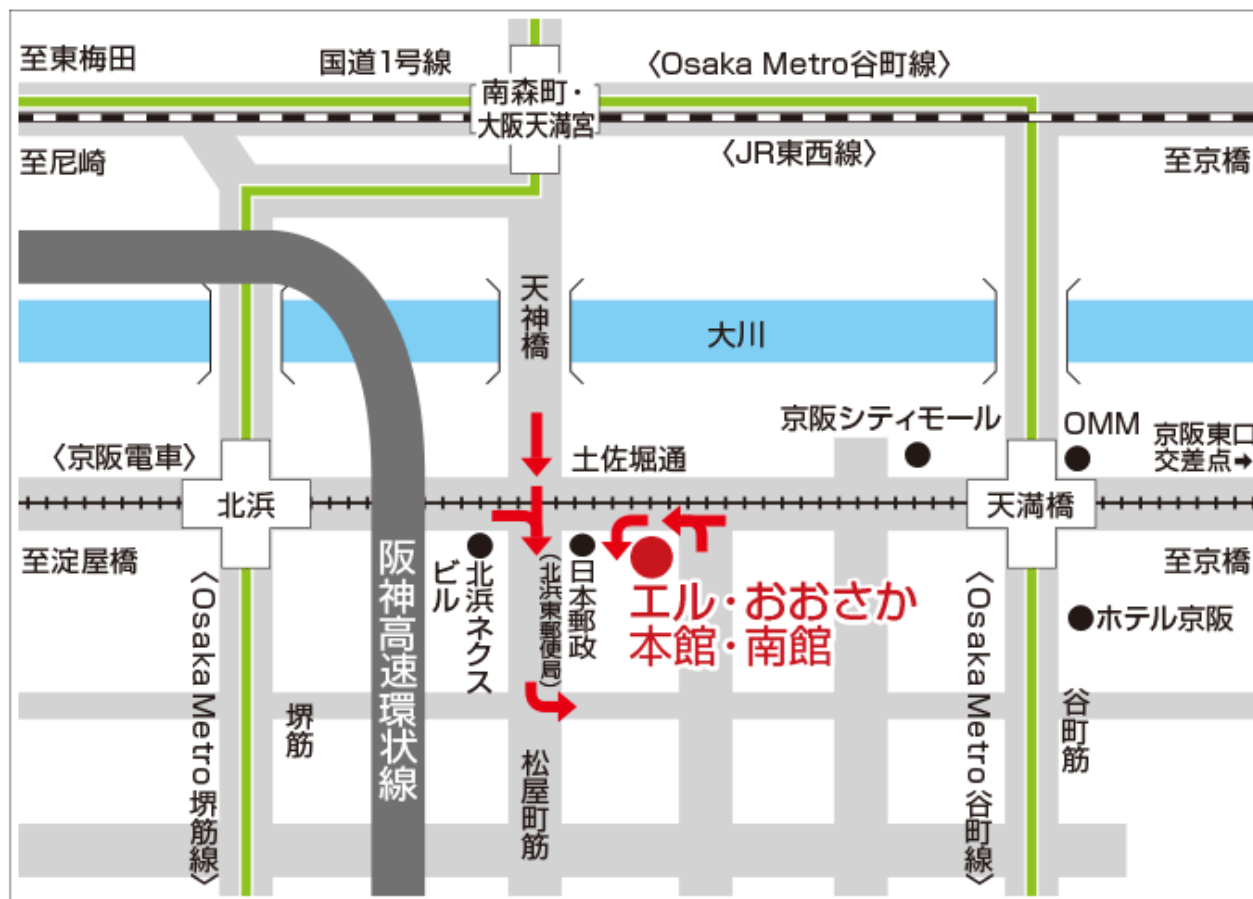 至東梅田
国道1号線
〈Osaka Metro谷町線〉
南森町・
大阪天満宮
至尼崎
〈JR東西線〉
至京橋
天神橋
大川
京阪シティモール
OMM
京阪東口
交差点➡
〈京阪電車〉
土佐堀通
北浜
天満橋
至淀屋橋
阪神高速環状線
北浜ネクス
ビル
(北浜東郵便局)
日本郵政
エル・おおさか
本館・南館
至京橋
ホテル京阪
〈Osaka Metro堺筋線〉
堺筋
松屋町筋
〈Osaka Metro谷町線〉
谷町筋